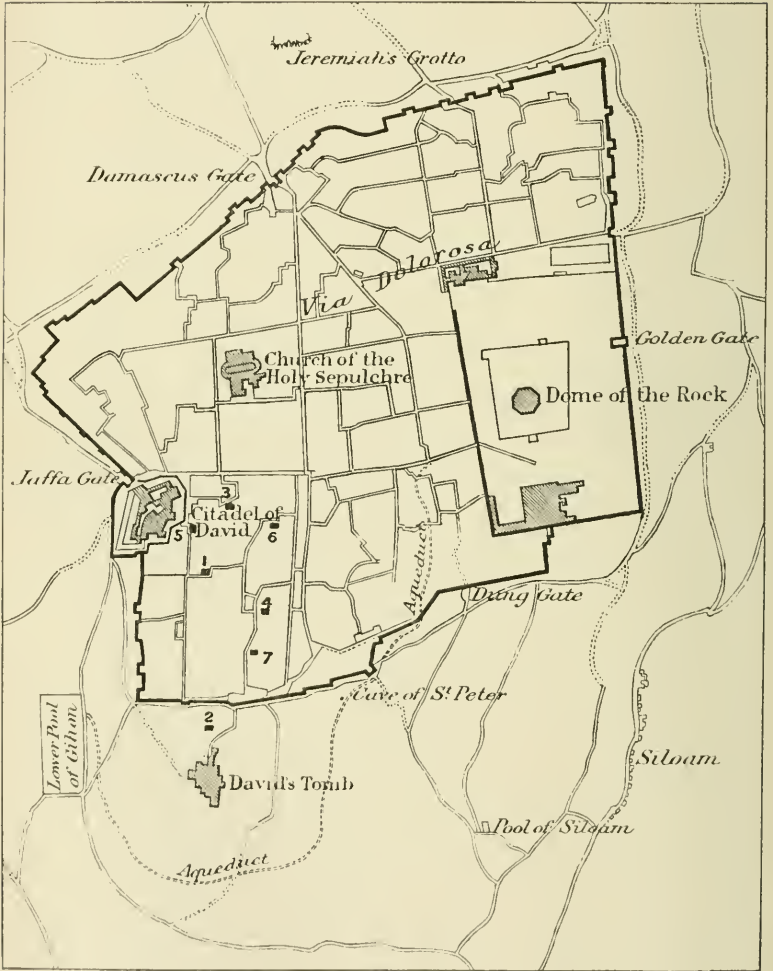 Jeremiah's Grotto
Damascus Gate
Via Dolorosa
Golden Gate
Church of the
Holy Sepulchre
Dome of the Rock
Jaffa Gate
3
Citadel of
David
5
6
1
Aqueduct
Dung Gate
4
7
Cave of St. Peter
Lower Pool
of Gihon
2
Siloam
David's Tomb
Pool of Siloam
Aqueduct